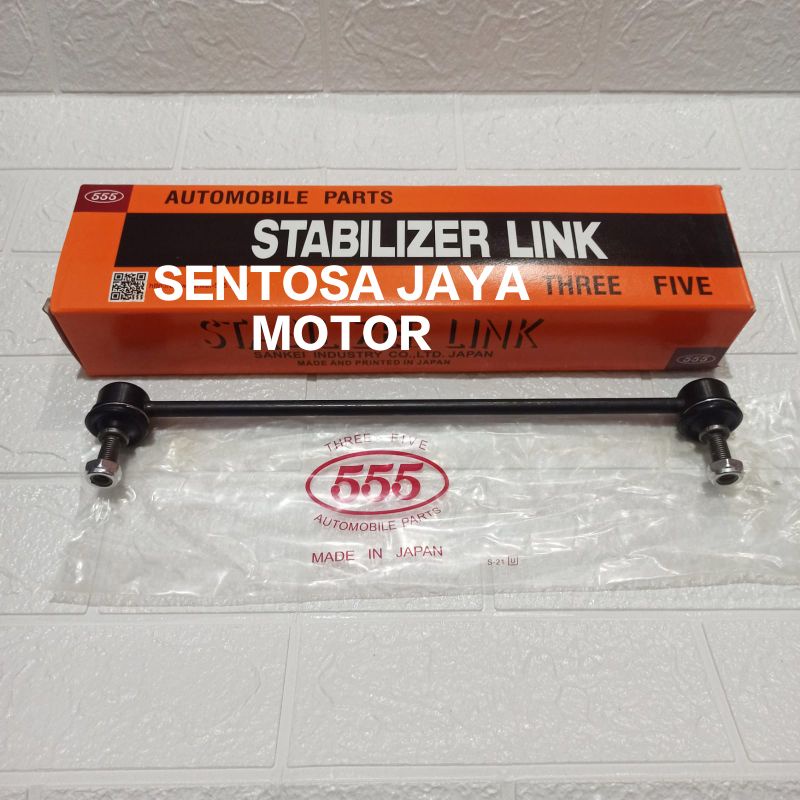 555 AUTOMOBILE PARTS
STABILIZER LINK
SENTOSA JAYA
THREE FIVE
MOTOR
STABILIZER LINK
SANKEI INDUSTRY CO.,LTD. JAPAN
MADE AND PRINTED IN JAPAN
555
THREE FIVE
555
AUTOMOBILE PARTS
MADE IN JAPAN
S-21 U